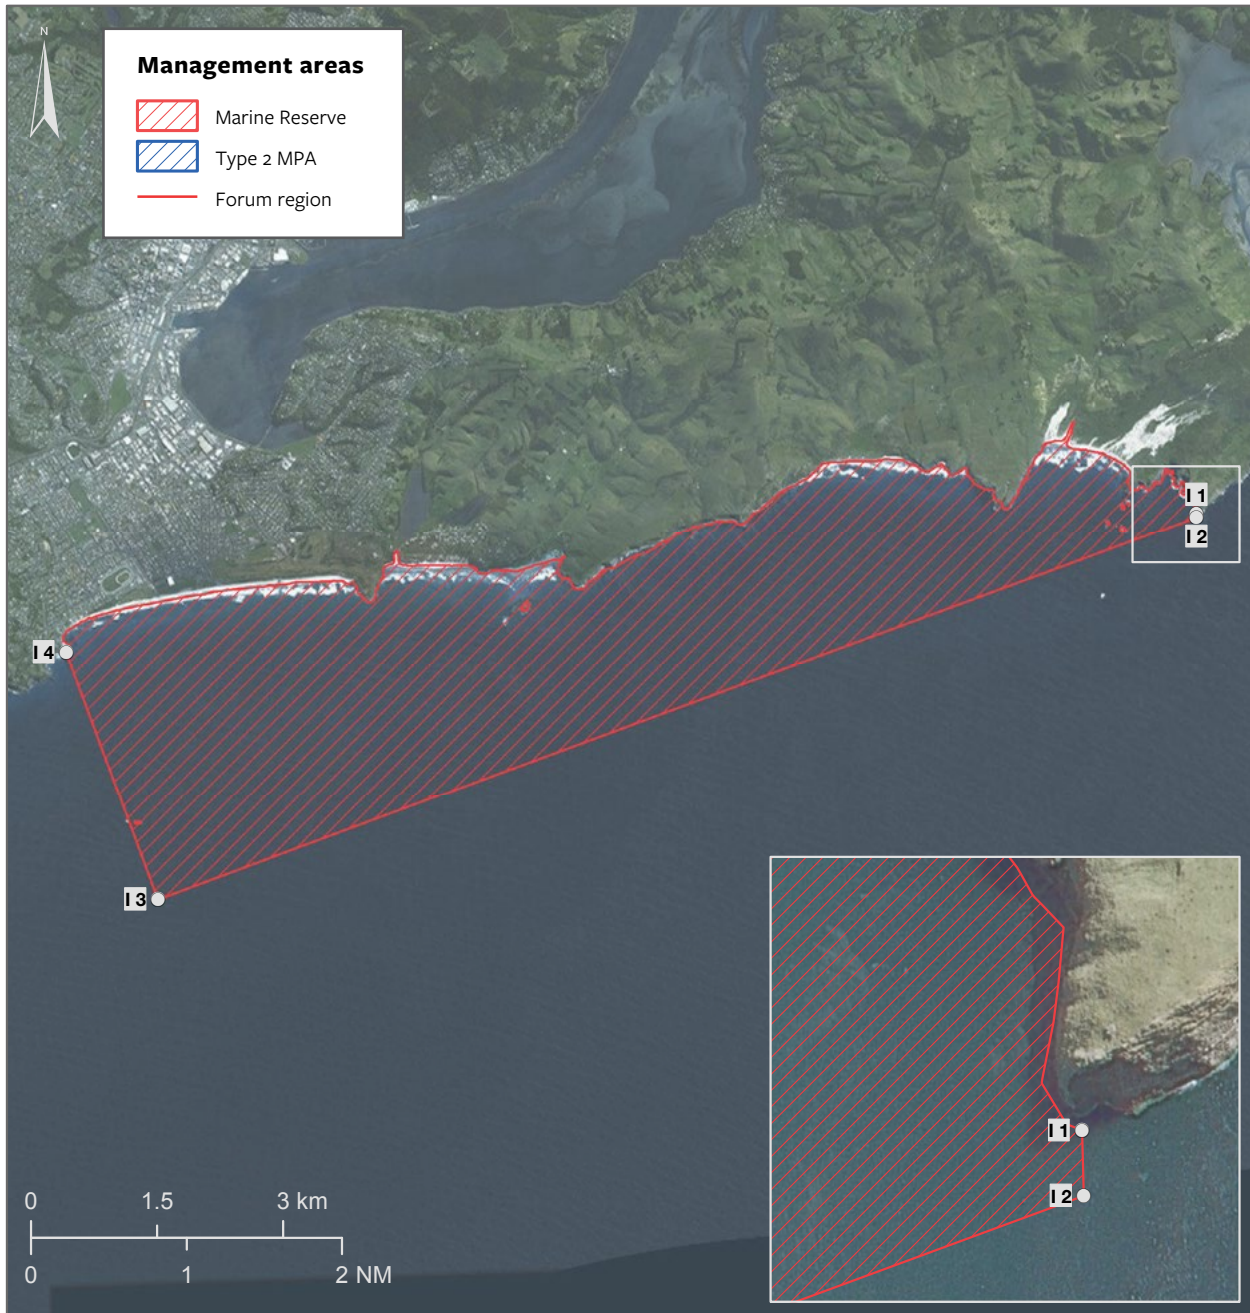 N
Management areas
Marine Reserve
Type 2 MPA
Forum region
I 1
I 2
I 4
I 3
I 1
I 2
0 1.5 3 km
0 1 2 NM